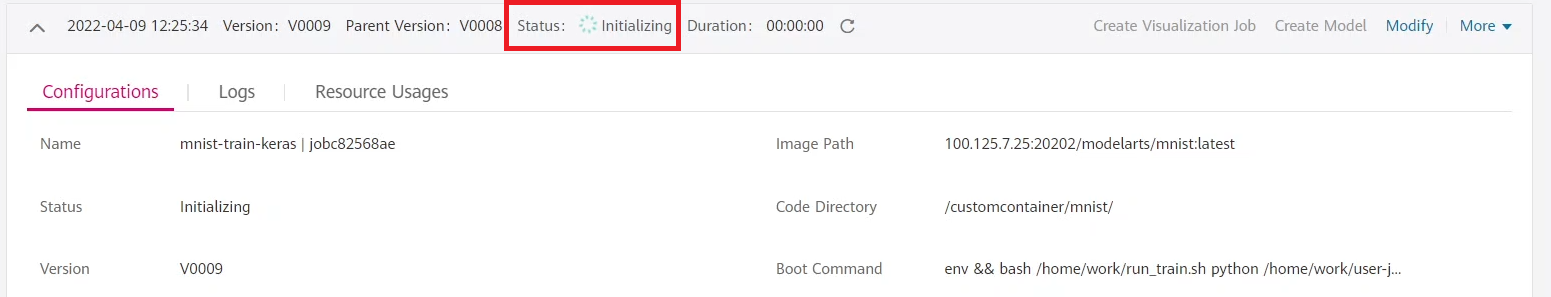 2022-04-09 12:25:34 Version: V0009 Parent Version: V0008 Status: Initializing Duration: 00:00:00 Create Visualization Job Create Model Modify More
Configurations Logs Resource Usages
Name mnist-train-keras | jobc82568ae Image Path 100.125.7.25:20202/modelarts/mnist:latest
Status Initializing Code Directory /customcontainer/mnist/
Version V0009 Boot Command env && bash /home/work/run_train.sh python /home/work/user-j...